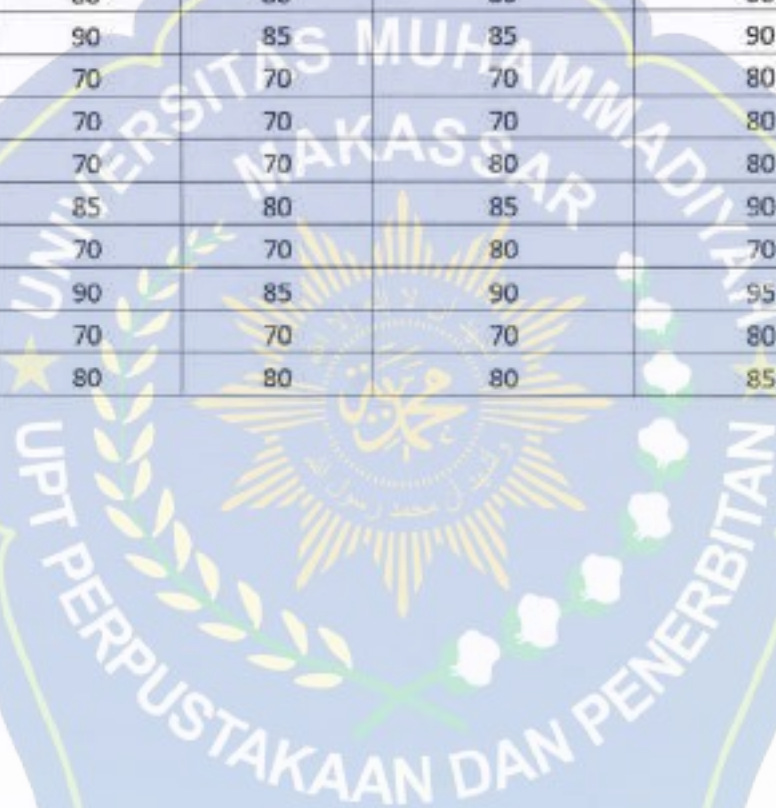 90 85 85 90
70 70 70 80
70 70 70 80
70 70 80 80
85 80 85 90
70 70 80 70
90 85 90 95
70 70 70 80
80 80 80 85
UNIVERSITAS MUHAMMADIYAH
MAKASSAR
محمد
UPT PERPUSTAKAAN DAN PENERBITAN